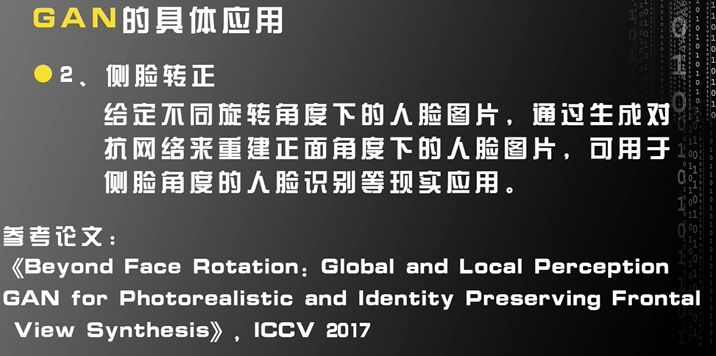 GAN的具体应用
2、侧脸转正
给定不同旋转角度下的人脸图片，通过生成对
抗网络来重建正面角度下的人脸图片，可用于
侧脸角度的人脸识别等现实应用。
参考论文：
《Beyond Face Rotation: Global and Local Perception
GAN for Photorealistic and Identity Preserving Frontal
View Synthesis》, ICCV 2017